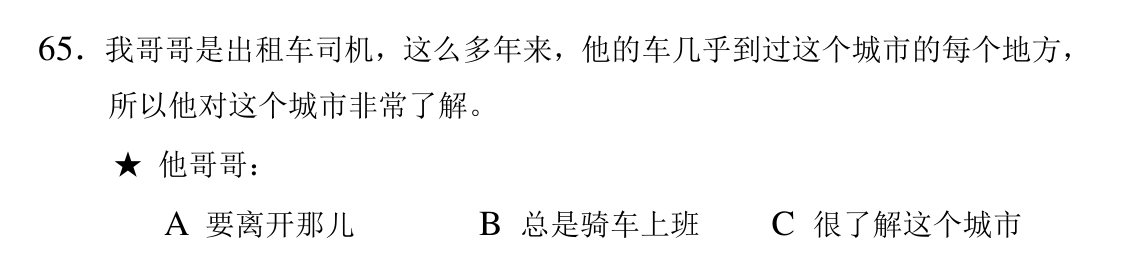 65. 我哥哥是出租车司机，这么多年来，他的车几乎到过这个城市的每个地方，
所以他对这个城市非常了解。
★ 他哥哥：
A 要离开那儿 B 总是骑车上班 C 很了解这个城市